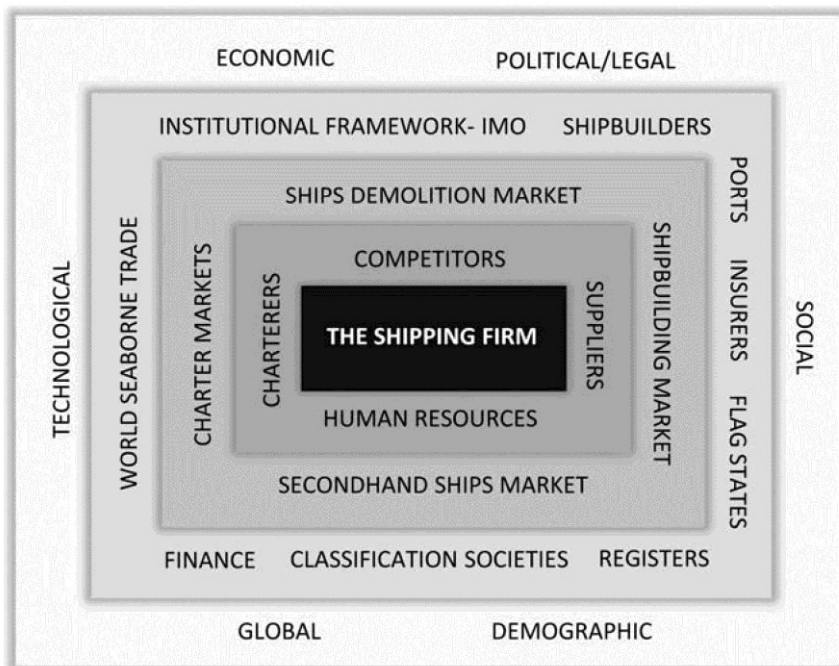 ECONOMIC
POLITICAL/LEGAL
INSTITUTIONAL FRAMEWORK- IMO
SHIPBUILDERS
SHIPS DEMOLITION MARKET
COMPETITORS
THE SHIPPING FIRM
HUMAN RESOURCES
SECONDHAND SHIPS MARKET
FINANCE
CLASSIFICATION SOCIETIES
REGISTERS
GLOBAL
DEMOGRAPHIC
TECHNOLOGICAL
WORLD SEABORNE TRADE
CHARTER MARKETS
CHARTERERS
SUPPLIERS
SHIPBUILDING MARKET
PORTS
INSURERS
FLAG STATES
SOCIAL